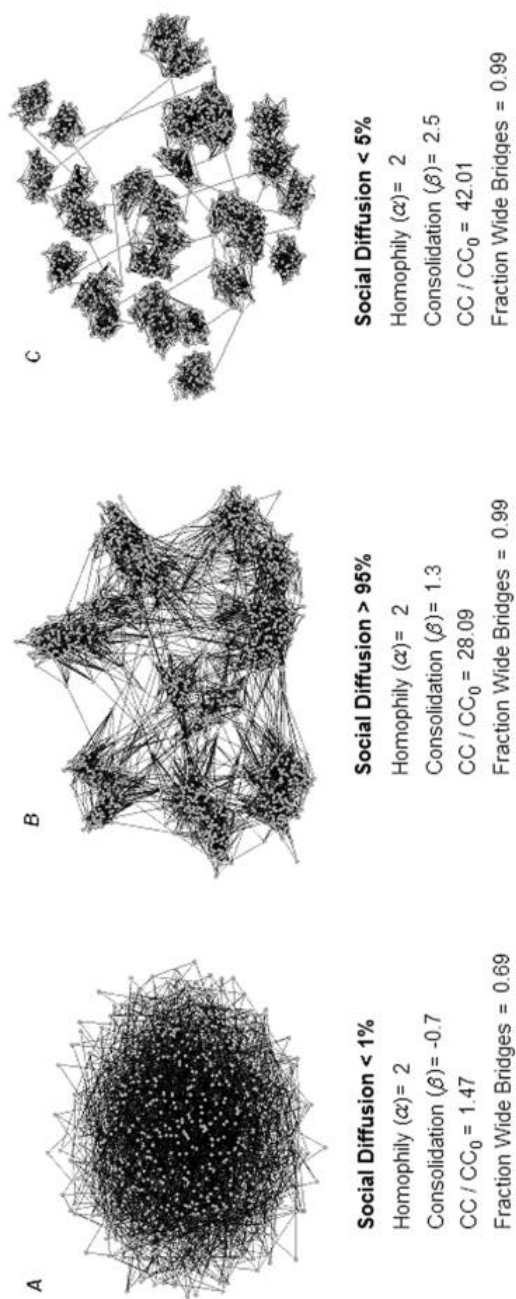 A
Social Diffusion < 1%
Homophily (α)= 2
Consolidation (β)= -0.7
CC / CC₀ = 1.47
Fraction Wide Bridges = 0.69
B
Social Diffusion > 95%
Homophily (α)= 2
Consolidation (β)= 1.3
CC / CC₀ = 28.09
Fraction Wide Bridges = 0.99
C
Social Diffusion < 5%
Homophily (α)= 2
Consolidation (β)= 2.5
CC / CC₀ = 42.01
Fraction Wide Bridges = 0.99